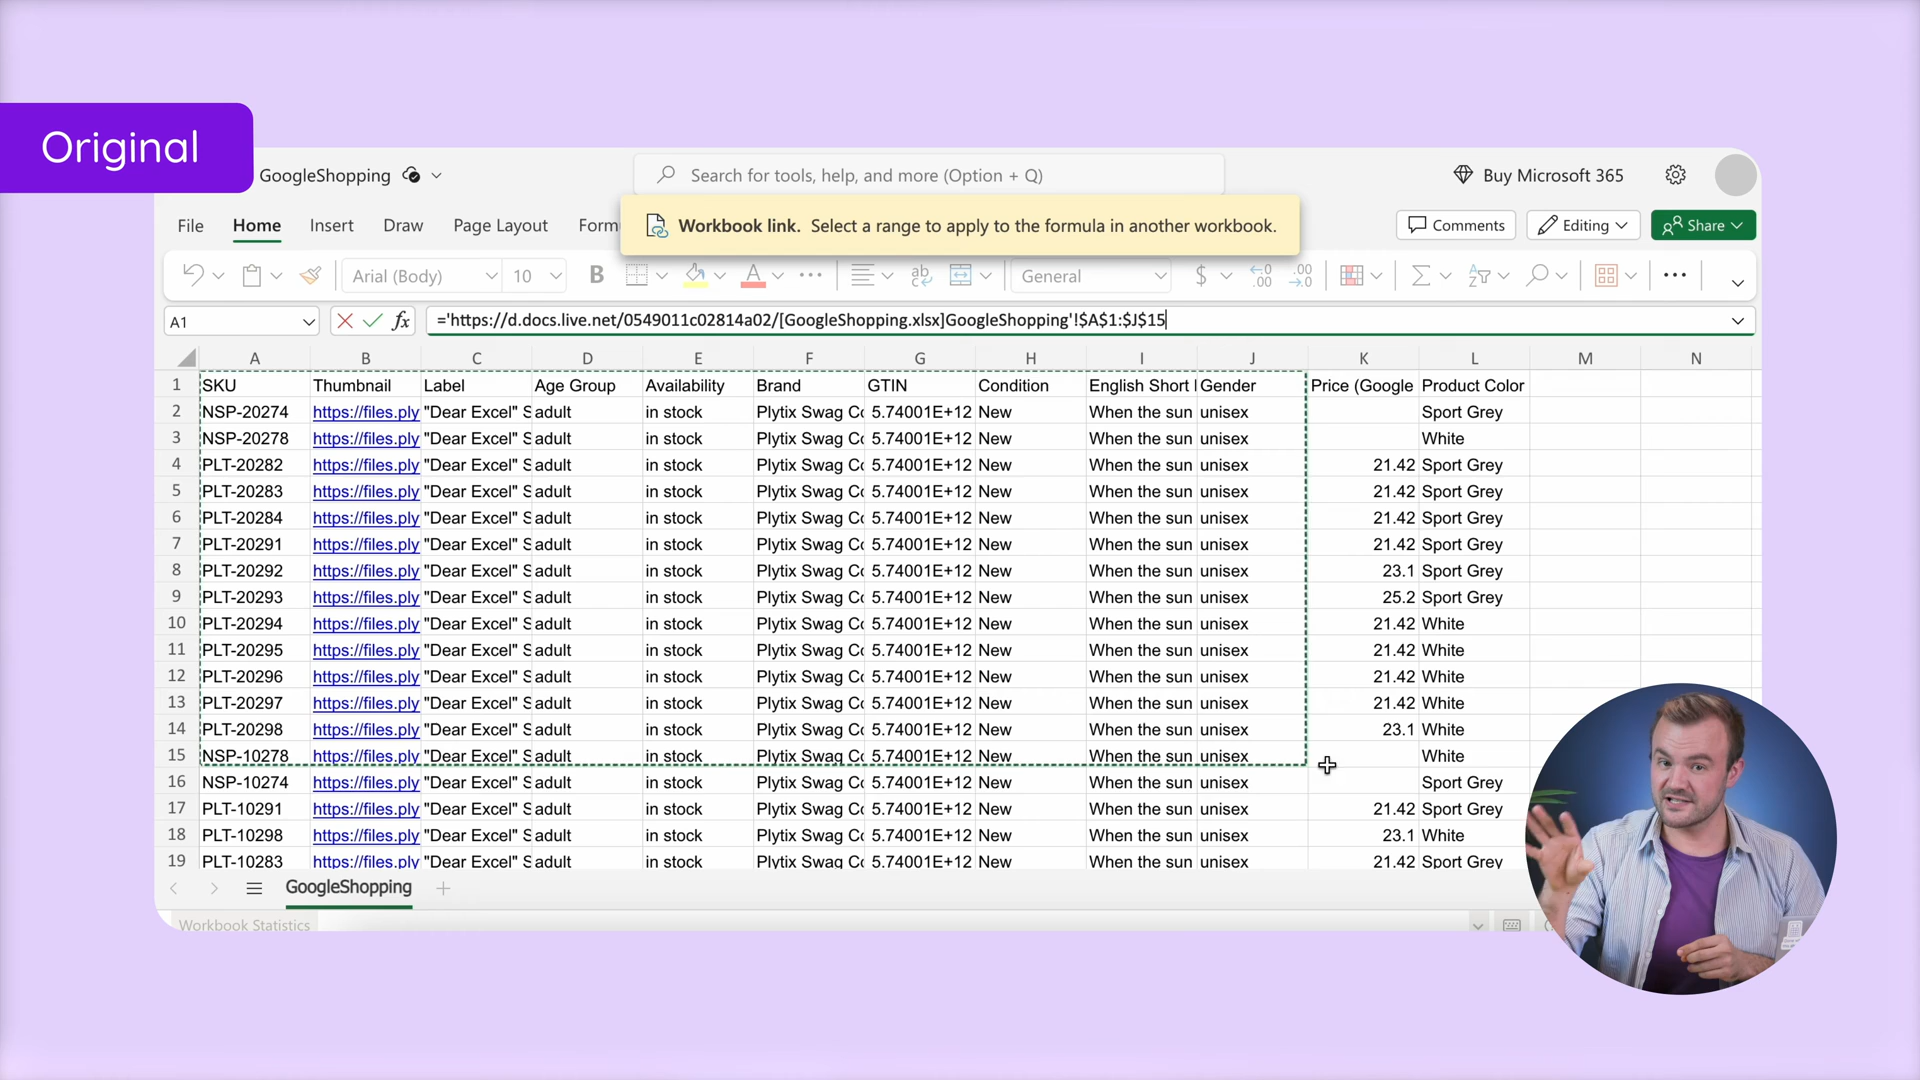 Original
GoogleShopping
Search for tools, help, and more (Option + Q)
Buy Microsoft 365
File Home Insert Draw Page Layout Form
Workbook link. Select a range to apply to the formula in another workbook.
Comments Editing Share
Arial (Body) 10 B A ab General $ .00 .00
A1 fx ='https://d.docs.live.net/0549011c02814a02/[GoogleShopping.xlsx]GoogleShopping'!$A$1:$J$15
A B C D E F G H I J K L M N
1 SKU Thumbnail Label Age Group Availability Brand GTIN Condition English Short Gender Price (Google Product Color
2 NSP-20274 https://files.ply "Dear Excel" S adult in stock Plytix Swag Co 5.74001E+12 New When the sun unisex Sport Grey
3 NSP-20278 https://files.ply "Dear Excel" S adult in stock Plytix Swag Co 5.74001E+12 New When the sun unisex White
4 PLT-20282 https://files.ply "Dear Excel" S adult in stock Plytix Swag Co 5.74001E+12 New When the sun unisex 21.42 Sport Grey
5 PLT-20283 https://files.ply "Dear Excel" S adult in stock Plytix Swag Co 5.74001E+12 New When the sun unisex 21.42 Sport Grey
6 PLT-20284 https://files.ply "Dear Excel" S adult in stock Plytix Swag Co 5.74001E+12 New When the sun unisex 21.42 Sport Grey
7 PLT-20291 https://files.ply "Dear Excel" S adult in stock Plytix Swag Co 5.74001E+12 New When the sun unisex 21.42 Sport Grey
8 PLT-20292 https://files.ply "Dear Excel" S adult in stock Plytix Swag Co 5.74001E+12 New When the sun unisex 23.1 Sport Grey
9 PLT-20293 https://files.ply "Dear Excel" S adult in stock Plytix Swag Co 5.74001E+12 New When the sun unisex 25.2 Sport Grey
10 PLT-20294 https://files.ply "Dear Excel" S adult in stock Plytix Swag Co 5.74001E+12 New When the sun unisex 21.42 White
11 PLT-20295 https://files.ply "Dear Excel" S adult in stock Plytix Swag Co 5.74001E+12 New When the sun unisex 21.42 White
12 PLT-20296 https://files.ply "Dear Excel" S adult in stock Plytix Swag Co 5.74001E+12 New When the sun unisex 21.42 White
13 PLT-20297 https://files.ply "Dear Excel" S adult in stock Plytix Swag Co 5.74001E+12 New When the sun unisex 21.42 White
14 PLT-20298 https://files.ply "Dear Excel" S adult in stock Plytix Swag Co 5.74001E+12 New When the sun unisex 23.1 White
15 NSP-10278 https://files.ply "Dear Excel" S adult in stock Plytix Swag Co 5.74001E+12 New When the sun unisex White
16 NSP-10274 https://files.ply "Dear Excel" S adult in stock Plytix Swag Co 5.74001E+12 New When the sun unisex Sport Grey
17 PLT-10291 https://files.ply "Dear Excel" S adult in stock Plytix Swag Co 5.74001E+12 New When the sun unisex 21.42 Sport Grey
18 PLT-10298 https://files.ply "Dear Excel" S adult in stock Plytix Swag Co 5.74001E+12 New When the sun unisex 23.1 White
19 PLT-10283 https://files.ply "Dear Excel" S adult in stock Plytix Swag Co 5.74001E+12 New When the sun unisex 21.42 Sport Grey
GoogleShopping
Workbook Statistics